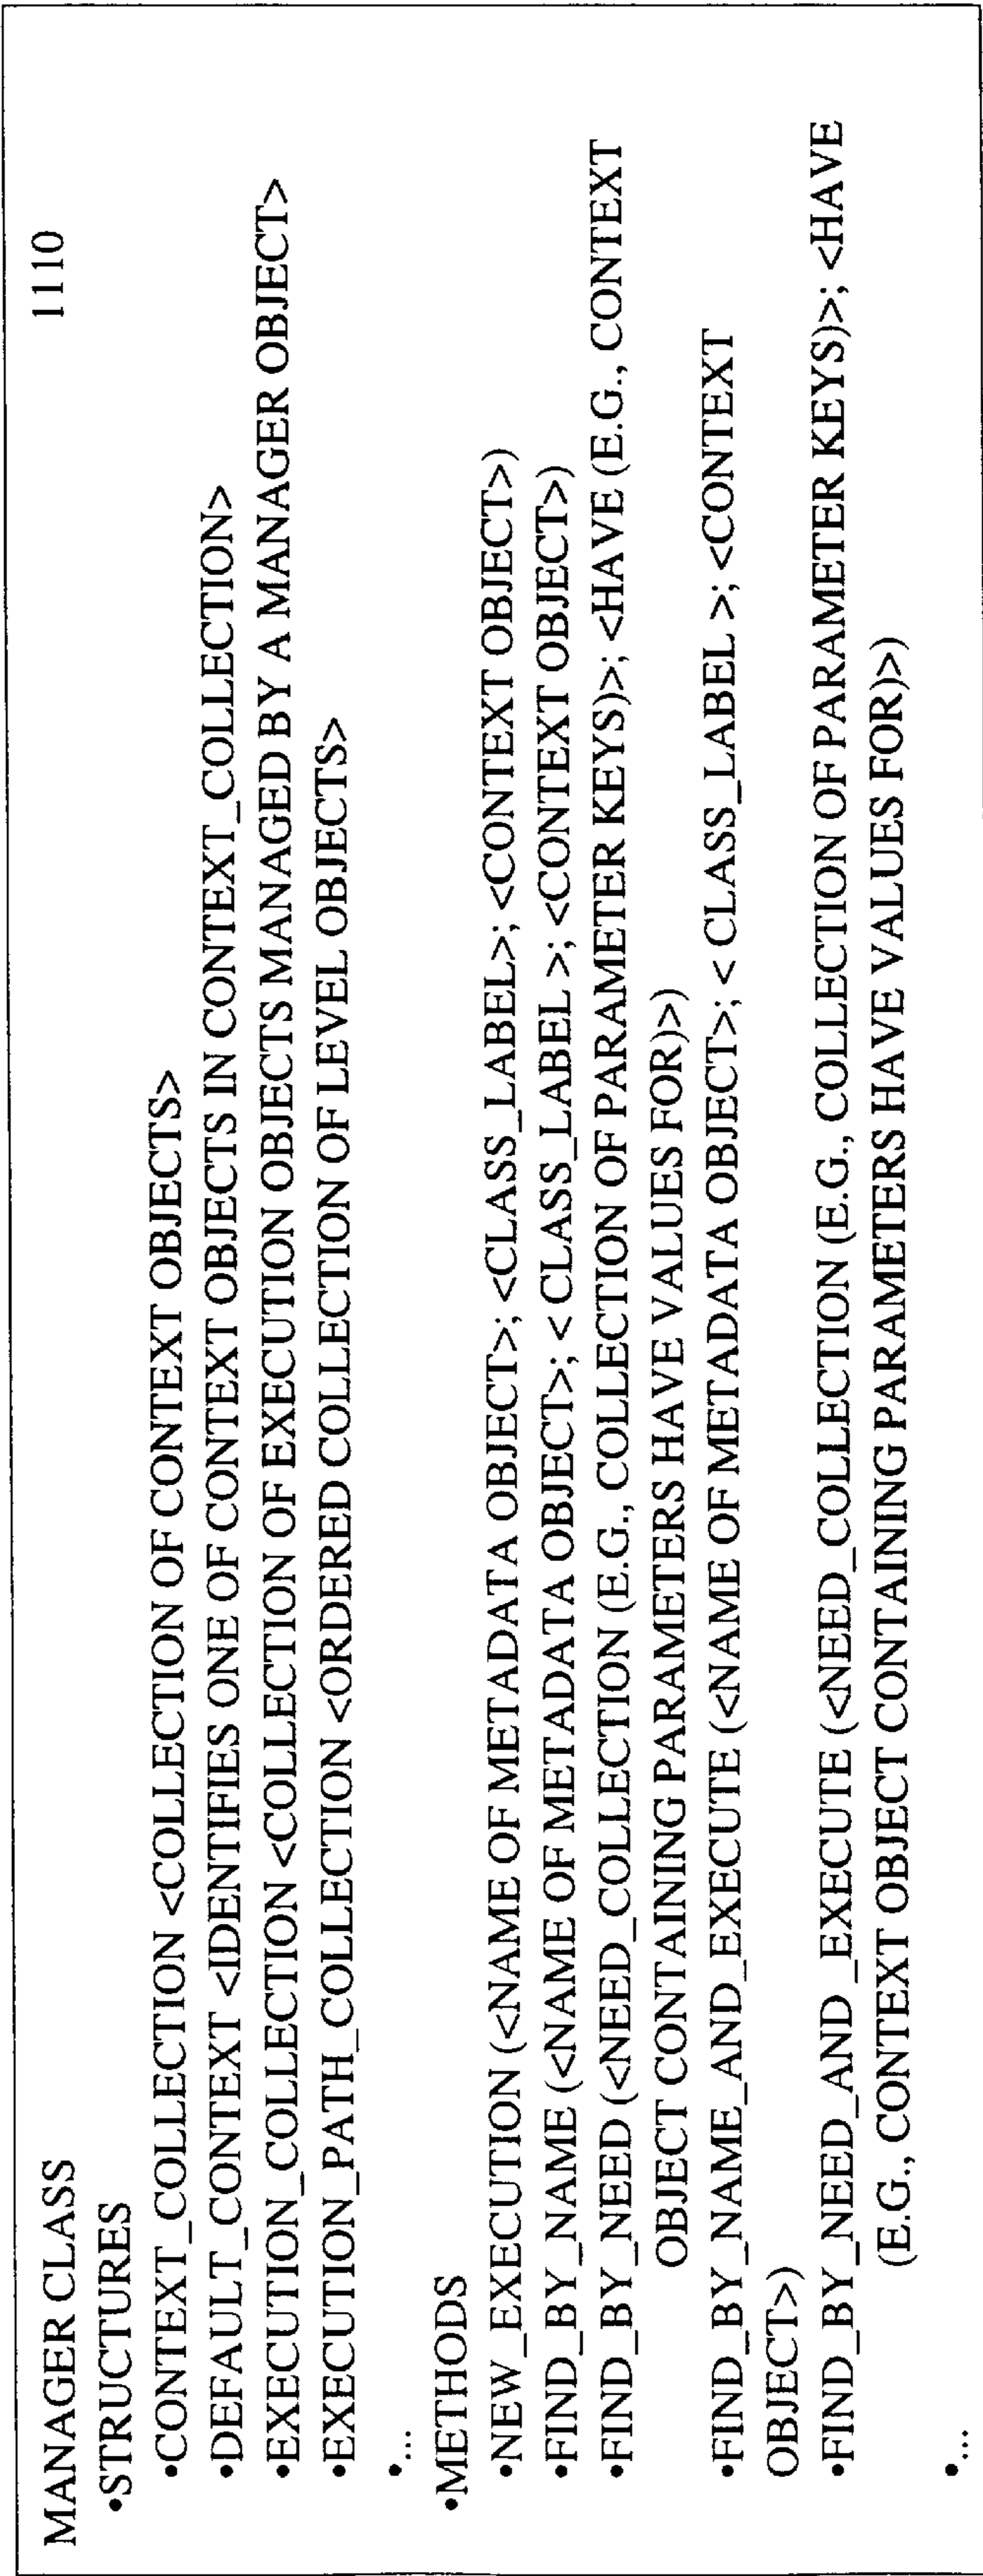 MANAGER CLASS 1110
•STRUCTURES
•CONTEXT_COLLECTION <COLLECTION OF CONTEXT OBJECTS>
•DEFAULT_CONTEXT <IDENTIFIES ONE OF CONTEXT OBJECTS IN CONTEXT_COLLECTION>
•EXECUTION_COLLECTION <COLLECTION OF EXECUTION OBJECTS MANAGED BY A MANAGER OBJECT>
•EXECUTION_PATH_COLLECTION <ORDERED COLLECTION OF LEVEL OBJECTS>
•...
•METHODS
•NEW_EXECUTION (<NAME OF METADATA OBJECT>; <CLASS_LABEL>; <CONTEXT OBJECT>)
•FIND_BY_NAME (<NAME OF METADATA OBJECT>; < CLASS_LABEL >; <CONTEXT OBJECT>)
•FIND_BY_NEED (<NEED_COLLECTION (E.G., COLLECTION OF PARAMETER KEYS)>; <HAVE (E.G., CONTEXT
OBJECT CONTAINING PARAMETERS HAVE VALUES FOR)>)
•FIND_BY_NAME_AND_EXECUTE (<NAME OF METADATA OBJECT>; < CLASS_LABEL >; <CONTEXT
OBJECT>)
•FIND_BY_NEED_AND_EXECUTE (<NEED_COLLECTION (E.G., COLLECTION OF PARAMETER KEYS)>; <HAVE
(E.G., CONTEXT OBJECT CONTAINING PARAMETERS HAVE VALUES FOR)>)
•...